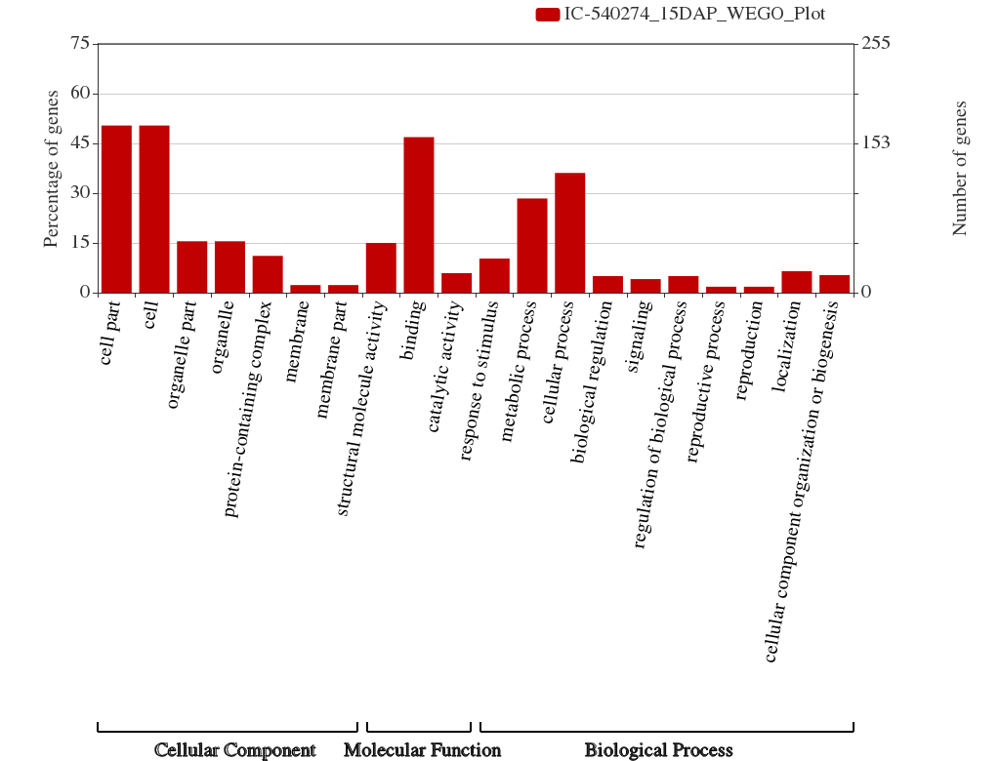 IC-540274_15DAP_WEGO_Plot
75
60
45
30
15
0
Percentage of genes
255
153
0
Number of genes
cell part
cell
organelle part
organelle
protein-containing complex
membrane
membrane part
structural molecule activity
binding
catalytic activity
response to stimulus
metabolic process
cellular process
biological regulation
signaling
regulation of biological process
reproductive process
reproduction
localization
cellular component organization or biogenesis
Cellular Component
Molecular Function
Biological Process